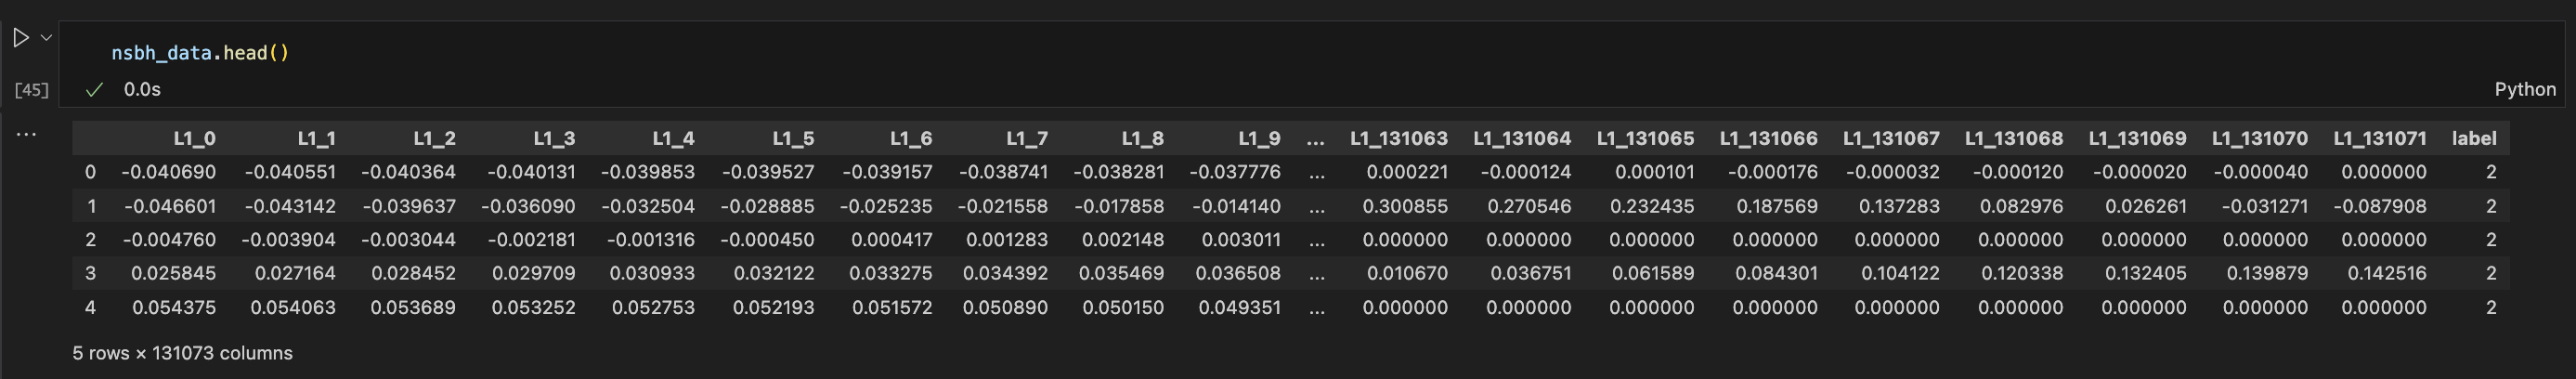 nsbh_data.head()
[45] 0.0s Python
... L1_0 L1_1 L1_2 L1_3 L1_4 L1_5 L1_6 L1_7 L1_8 L1_9 ... L1_131063 L1_131064 L1_131065 L1_131066 L1_131067 L1_131068 L1_131069 L1_131070 L1_131071 label
0 -0.040690 -0.040551 -0.040364 -0.040131 -0.039853 -0.039527 -0.039157 -0.038741 -0.038281 -0.037776 ... 0.000221 -0.000124 0.000101 -0.000176 -0.000032 -0.000120 -0.000020 -0.000040 0.000000 2
1 -0.046601 -0.043142 -0.039637 -0.036090 -0.032504 -0.028885 -0.025235 -0.021558 -0.017858 -0.014140 ... 0.300855 0.270546 0.232435 0.187569 0.137283 0.082976 0.026261 -0.031271 -0.087908 2
2 -0.004760 -0.003904 -0.003044 -0.002181 -0.001316 -0.000450 0.000417 0.001283 0.002148 0.003011 ... 0.000000 0.000000 0.000000 0.000000 0.000000 0.000000 0.000000 0.000000 0.000000 2
3 0.025845 0.027164 0.028452 0.029709 0.030933 0.032122 0.033275 0.034392 0.035469 0.036508 ... 0.010670 0.036751 0.061589 0.084301 0.104122 0.120338 0.132405 0.139879 0.142516 2
4 0.054375 0.054063 0.053689 0.053252 0.052753 0.052193 0.051572 0.050890 0.050150 0.049351 ... 0.000000 0.000000 0.000000 0.000000 0.000000 0.000000 0.000000 0.000000 0.000000 2
5 rows × 131073 columns